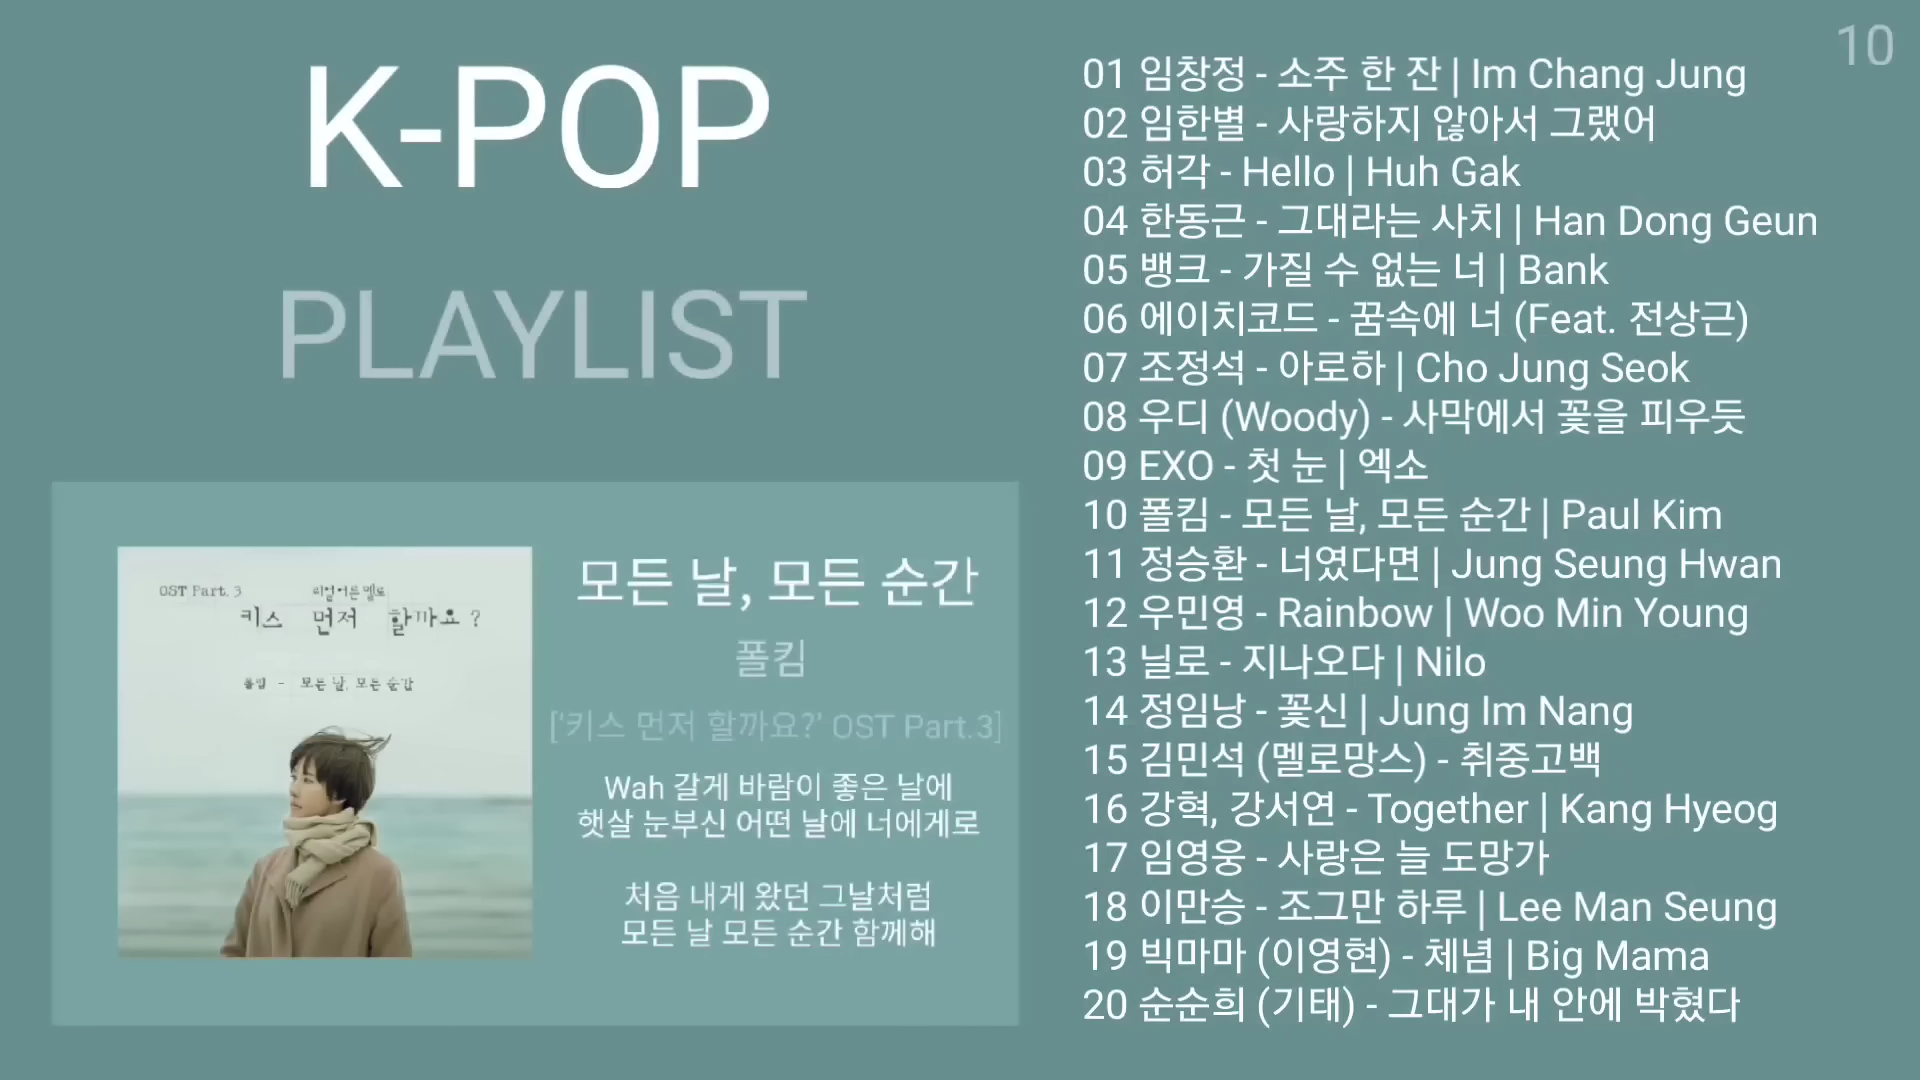 K-POP
PLAYLIST
10
01 임창정 - 소주 한 잔 | Im Chang Jung
02 임한별 - 사랑하지 않아서 그랬어
03 허각 - Hello | Huh Gak
04 한동근 - 그대라는 사치 | Han Dong Geun
05 뱅크 - 가질 수 없는 너 | Bank
06 에이치코드 - 꿈속에 너 (Feat. 전상근)
07 조정석 - 아로하 | Cho Jung Seok
08 우디 (Woody) - 사막에서 꽃을 피우듯
09 EXO - 첫 눈 | 엑소
10 폴킴 - 모든 날, 모든 순간 | Paul Kim
11 정승환 - 너였다면 | Jung Seung Hwan
12 우민영 - Rainbow | Woo Min Young
13 닐로 - 지나오다 | Nilo
14 정임낭 - 꽃신 | Jung Im Nang
15 김민석 (멜로망스) - 취중고백
16 강혁, 강서연 - Together | Kang Hyeog
17 임영웅 - 사랑은 늘 도망가
18 이만승 - 조그만 하루 | Lee Man Seung
19 빅마마 (이영현) - 체념 | Big Mama
20 순순희 (기태) - 그대가 내 안에 박혔다
OST Part. 3 리얼어른멜로
키스 먼저 할까요?
폴킴 - 모든 날, 모든 순간
모든 날, 모든 순간
폴킴
['키스 먼저 할까요?' OST Part.3]
Wah 갈게 바람이 좋은 날에
햇살 눈부신 어떤 날에 너에게로
처음 내게 왔던 그날처럼
모든 날 모든 순간 함께해